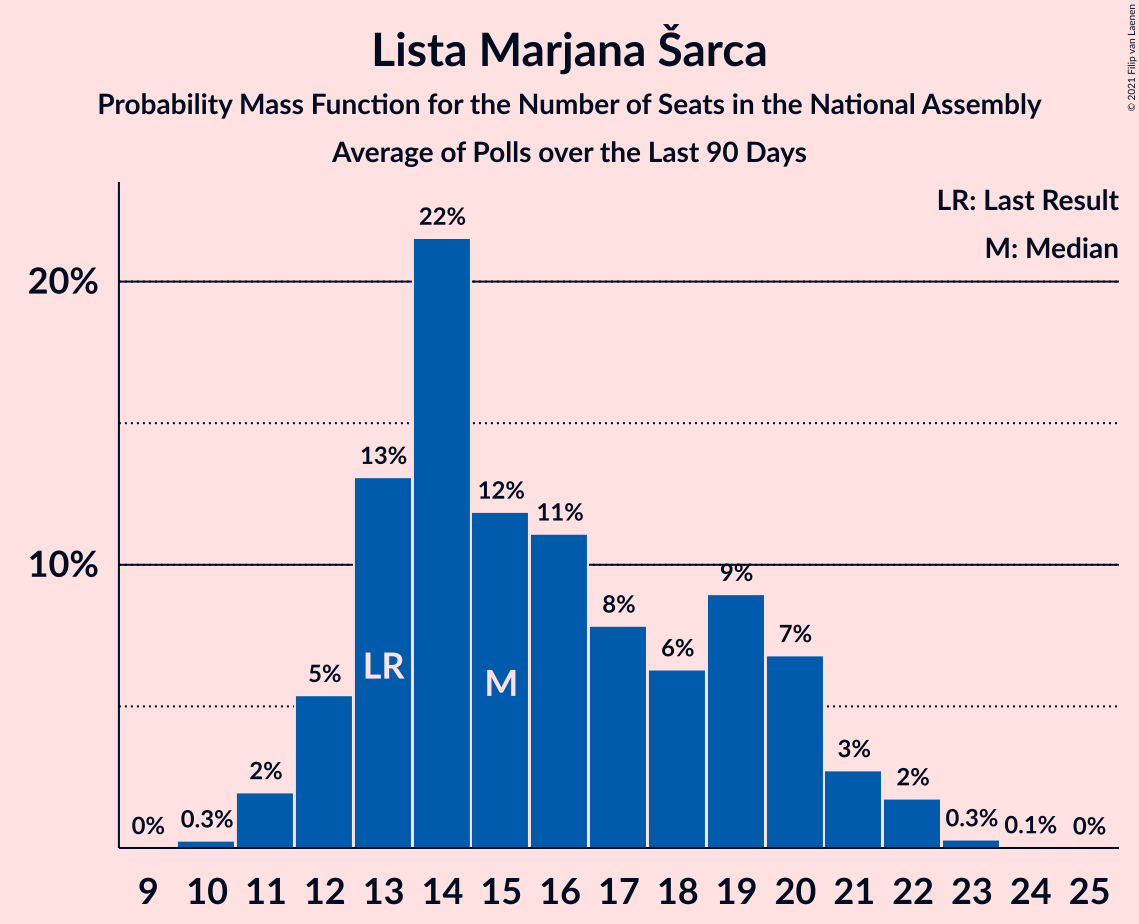 Lista Marjana Šarca
Probability Mass Function for the Number of Seats in the National Assembly
Average of Polls over the Last 90 Days
© 2021 Filip van Laenen
LR: Last Result
M: Median
20%
10%
0%
0.3%
2%
5%
13%
22%
12%
11%
8%
6%
9%
7%
3%
2%
0.3%
0.1%
0%
LR
M
9 10 11 12 13 14 15 16 17 18 19 20 21 22 23 24 25